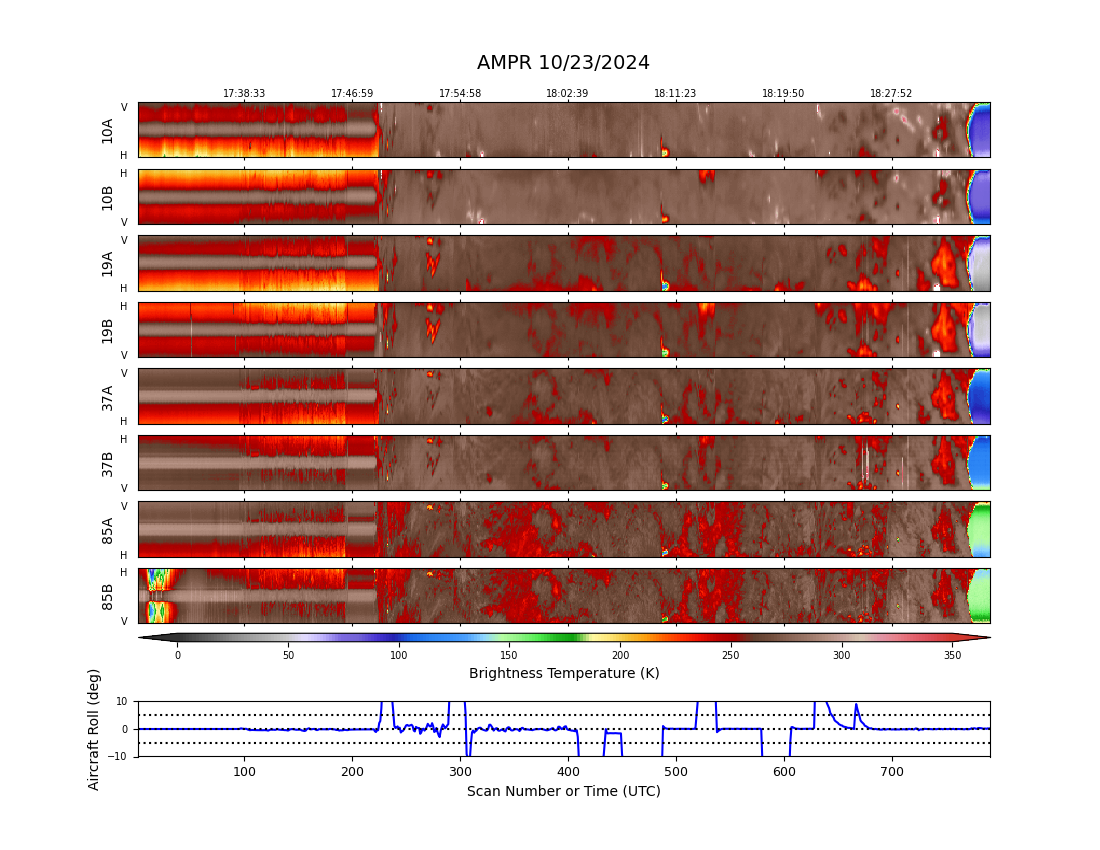 AMPR 10/23/2024
17:38:33 17:46:59 17:54:58 18:02:39 18:11:23 18:19:50 18:27:52
V
10A
H
H
10B
V
V
19A
H
H
19B
V
V
37A
H
H
37B
V
V
85A
H
H
85B
V
0 50 100 150 200 250 300 350
Brightness Temperature (K)
Aircraft Roll (deg)
10
0
−10
100 200 300 400 500 600 700
Scan Number or Time (UTC)